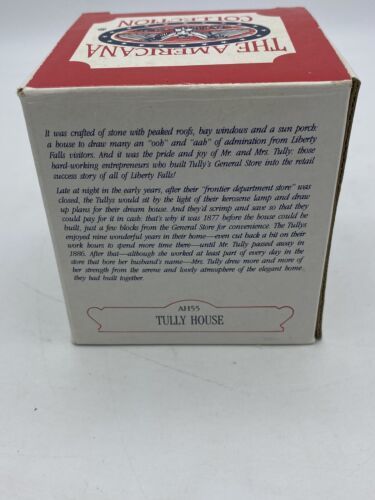 THE AMERICANA
COLLECTION
It was crafted of stone with peaked roofs, bay windows and a sun porch:
a house to draw many an "ooh" and "aah" of admiration from Liberty
Falls visitors. And it was the pride and joy of Mr. and Mrs. Tully: those
hard-working entrepreneurs who built Tully's General Store into the retail
success story of all of Liberty Falls!
Late at night in the early years, after their "frontier department store" was
closed, the Tullys would sit by the light of their kerosene lamp and draw
up plans for their dream house. And they'd scrimp and save so that they
could pay for it in cash: that's why it was 1877 before the house could be
built, just a few blocks from the General Store for convenience. The Tullys
enjoyed nine wonderful years in their home—even cut back a bit on their
work hours to spend more time there—until Mr. Tully passed away in
1886. After that—although she worked at least part of every day in the
store that bore her husband's name—Mrs. Tully drew more and more of
her strength from the serene and lovely atmosphere of the elegant home
they had built together.
AH55
TULLY HOUSE